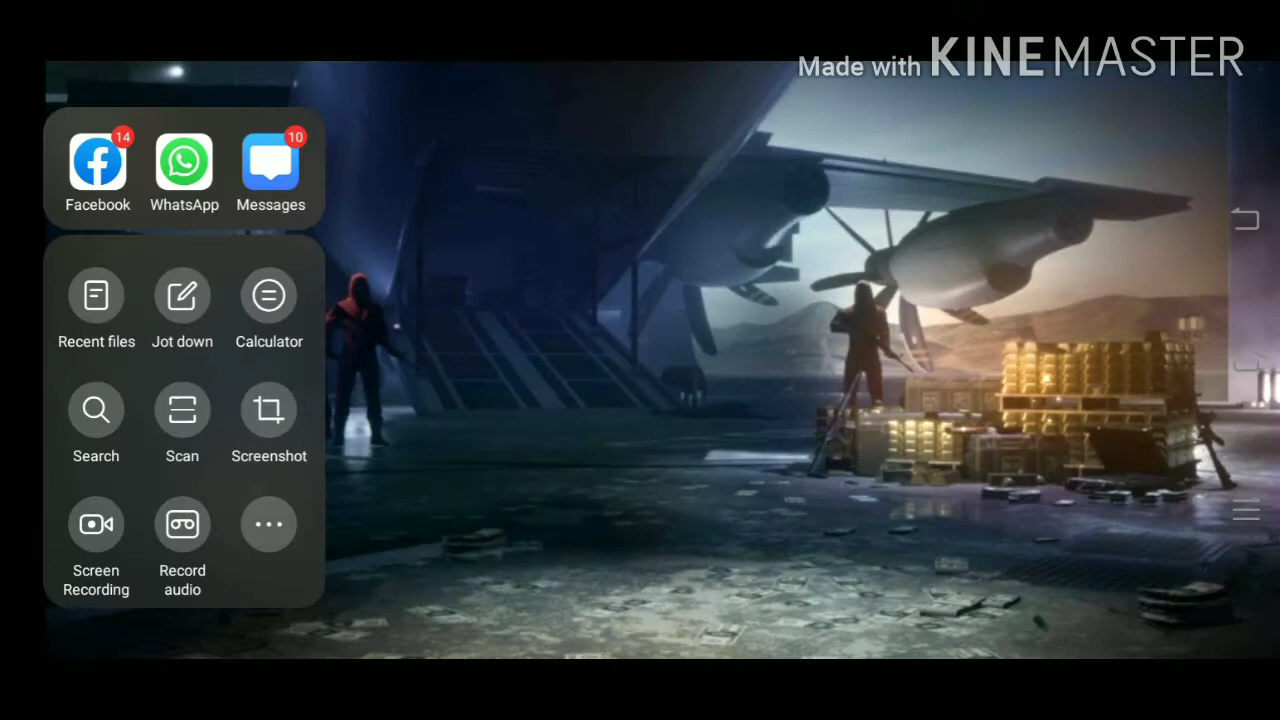 Made with KINEMASTER
14
10
Facebook WhatsApp Messages
Recent files Jot down Calculator
Search Scan Screenshot
Screen Recording
Record audio